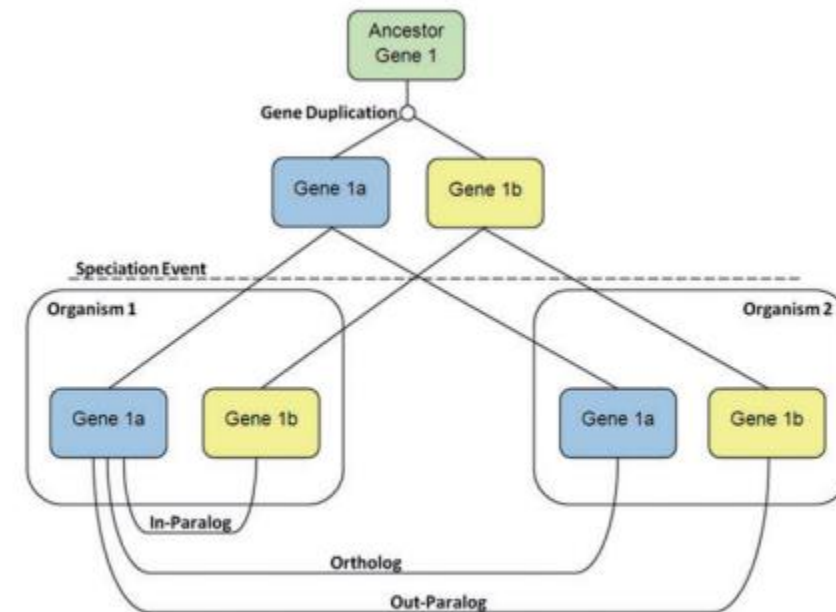 Ancestor
Gene 1
Gene Duplication
Gene 1a
Gene 1b
Speciation Event
Organism 1
Organism 2
Gene 1a
Gene 1b
Gene 1a
Gene 1b
In-Paralog
Ortholog
Out-Paralog